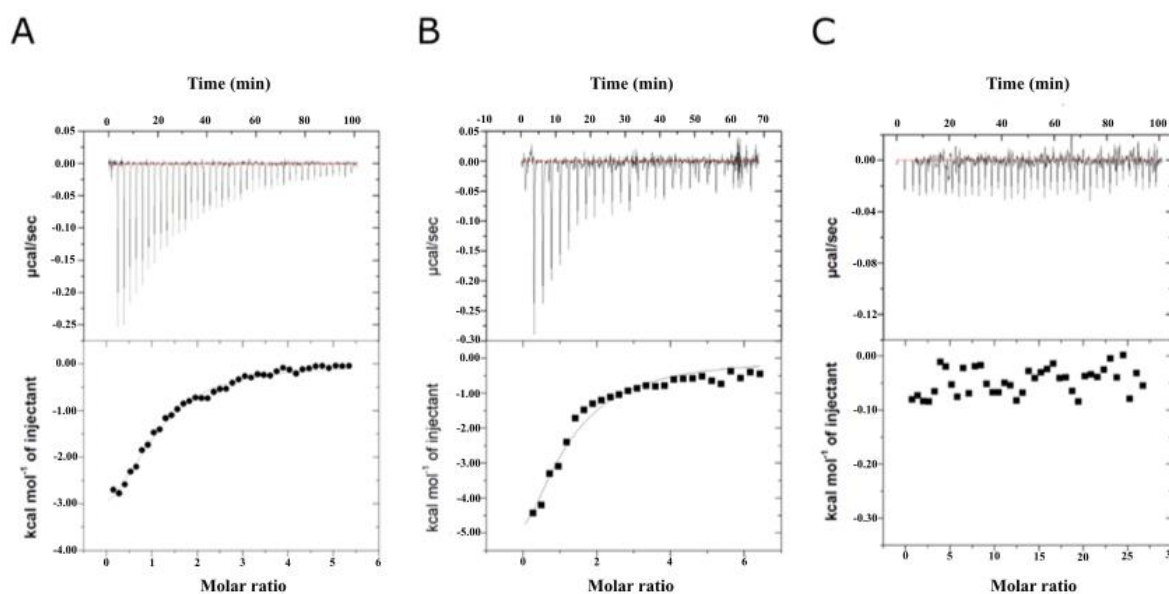 A
B
C
Time (min)
Time (min)
Time (min)
0 20 40 60 80 100
-10 0 10 20 30 40 50 60 70
0 20 40 60 80 100
0.05
0.00
-0.05
-0.10
-0.15
-0.20
-0.25
µcal/sec
0.05
0.00
-0.05
-0.10
-0.15
-0.20
-0.25
-0.30
µcal/sec
0.00
-0.04
-0.08
-0.12
µcal/sec
0.00
-1.00
-2.00
-3.00
-4.00
kcal mol⁻¹ of injectant
0.00
-1.00
-2.00
-3.00
-4.00
-5.00
kcal mol⁻¹ of injectant
0.00
-0.10
-0.20
-0.30
kcal mol⁻¹ of injectant
0 1 2 3 4 5 6
0 2 4 6
0 5 10 15 20 25
Molar ratio
Molar ratio
Molar ratio